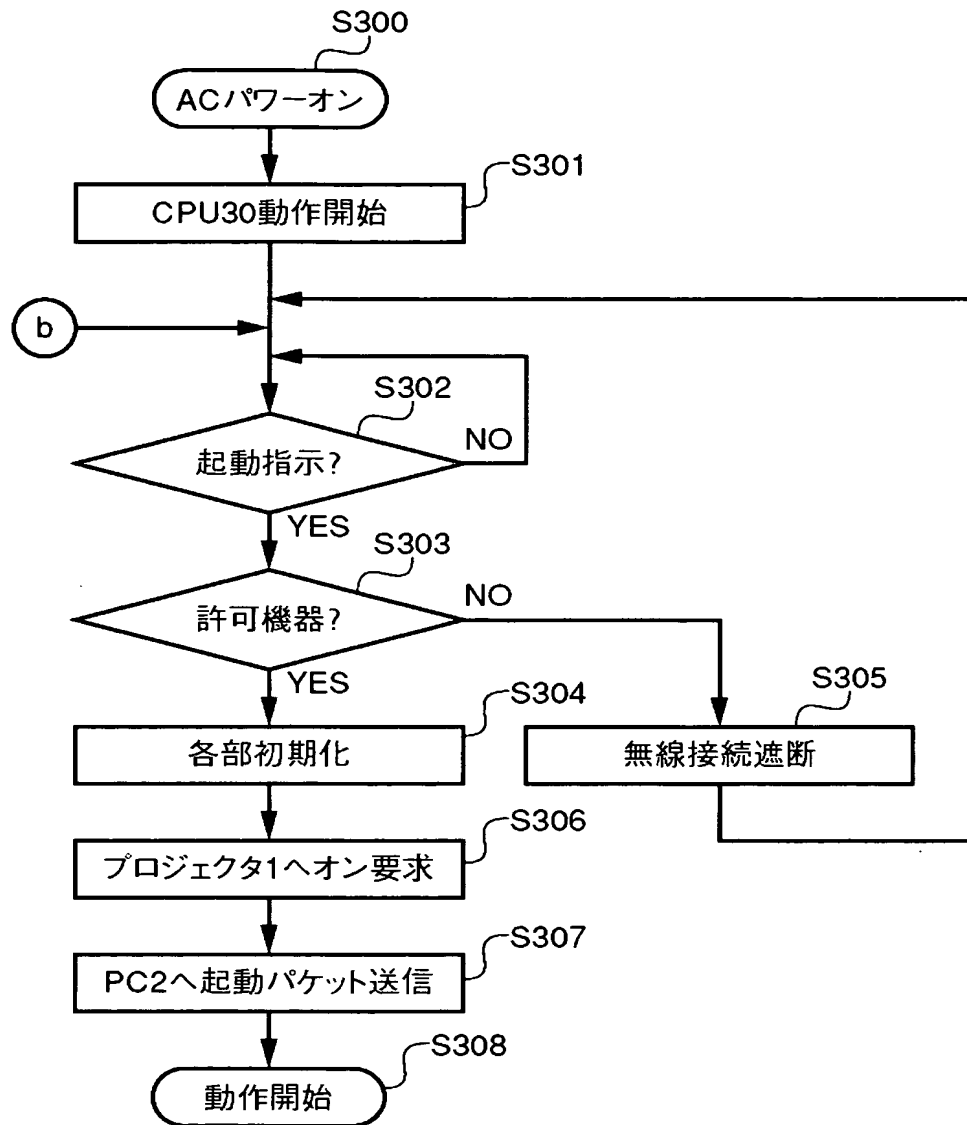 S300
ACパワーオン
S301
CPU30動作開始
b
S302
起動指示?
NO
YES
S303
許可機器?
NO
YES
S304
各部初期化
S305
無線接続遮断
S306
プロジェクタ1へオン要求
S307
PC2へ起動パケット送信
S308
動作開始